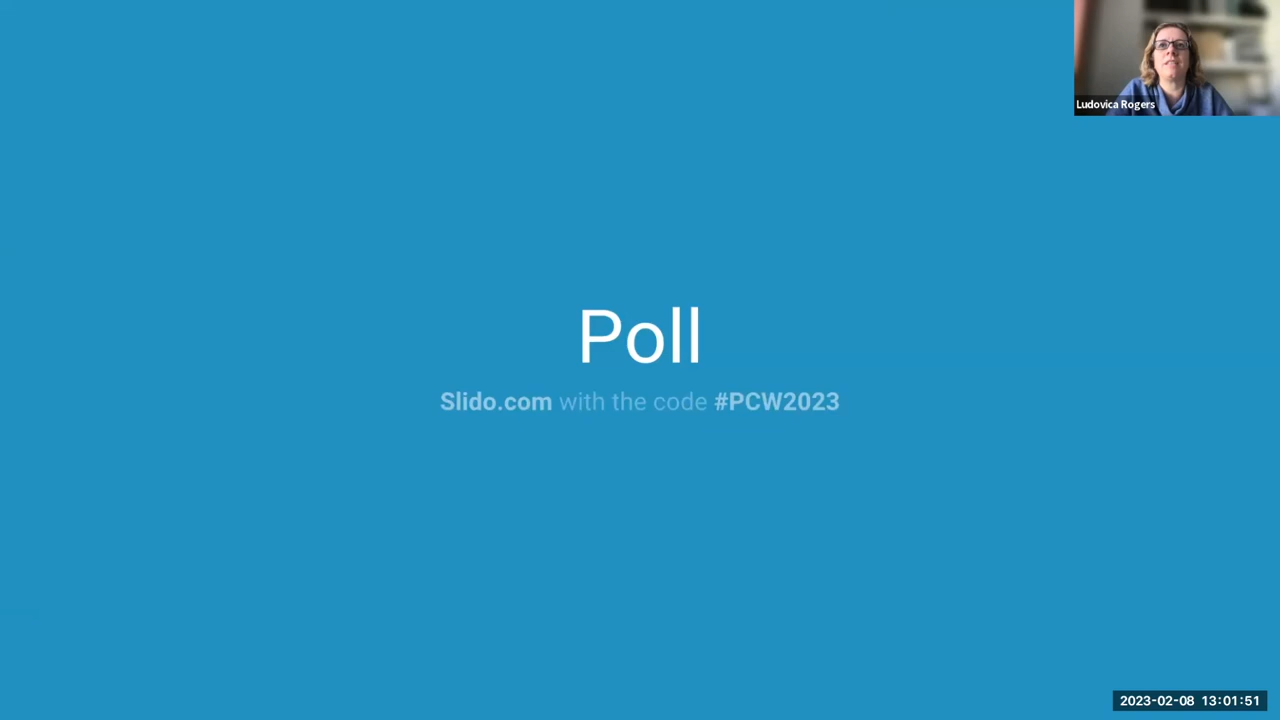 Ludovica Rogers
Poll
Slido.com with the code #PCW2023
2023-02-08 13:01:51